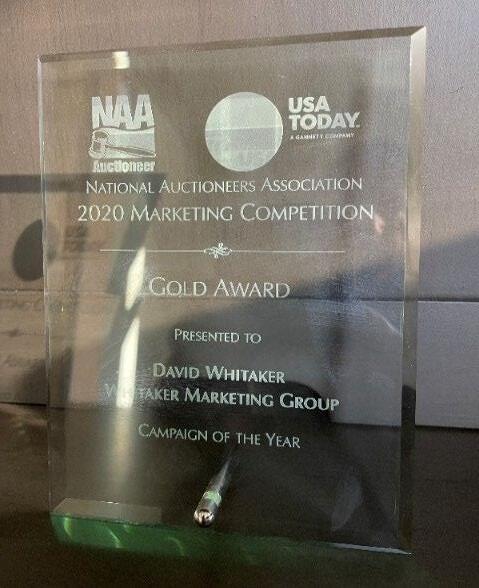 NAA
Auctioneer
USA
TODAY
A GANNETT COMPANY
NATIONAL AUCTIONEERS ASSOCIATION
2020 MARKETING COMPETITION
GOLD AWARD
PRESENTED TO
DAVID WHITAKER
WHITAKER MARKETING GROUP
CAMPAIGN OF THE YEAR